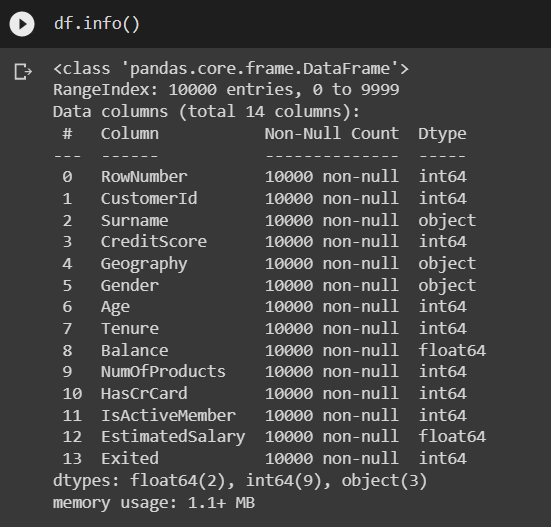 df.info()
<class 'pandas.core.frame.DataFrame'>
RangeIndex: 10000 entries, 0 to 9999
Data columns (total 14 columns):
 #   Column           Non-Null Count  Dtype
---  ------           --------------  -----
 0   RowNumber        10000 non-null  int64
 1   CustomerId       10000 non-null  int64
 2   Surname          10000 non-null  object
 3   CreditScore      10000 non-null  int64
 4   Geography        10000 non-null  object
 5   Gender           10000 non-null  object
 6   Age              10000 non-null  int64
 7   Tenure           10000 non-null  int64
 8   Balance          10000 non-null  float64
 9   NumOfProducts    10000 non-null  int64
 10  HasCrCard        10000 non-null  int64
 11  IsActiveMember   10000 non-null  int64
 12  EstimatedSalary  10000 non-null  float64
 13  Exited           10000 non-null  int64
dtypes: float64(2), int64(9), object(3)
memory usage: 1.1+ MB